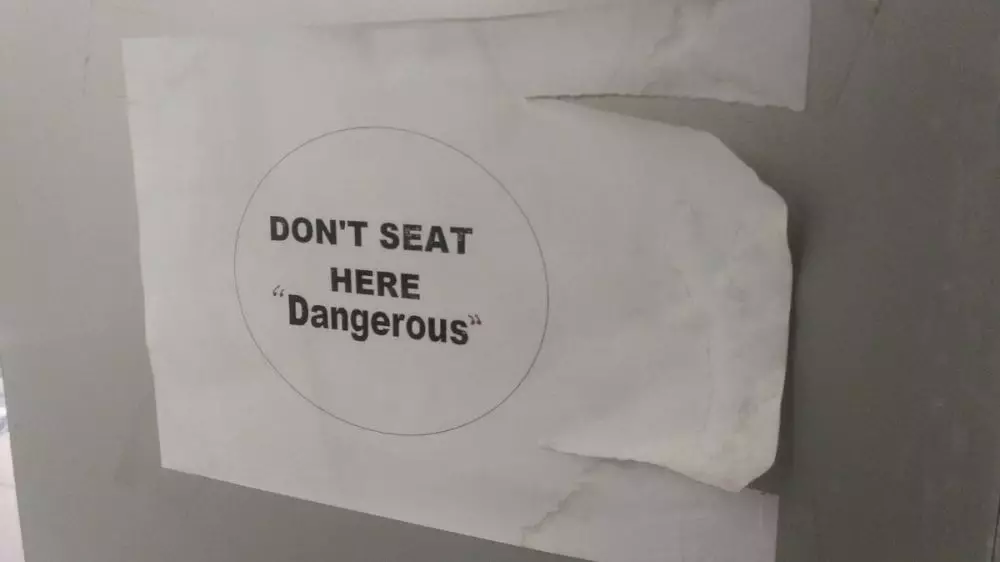 DON'T SEAT
HERE
“Dangerous”